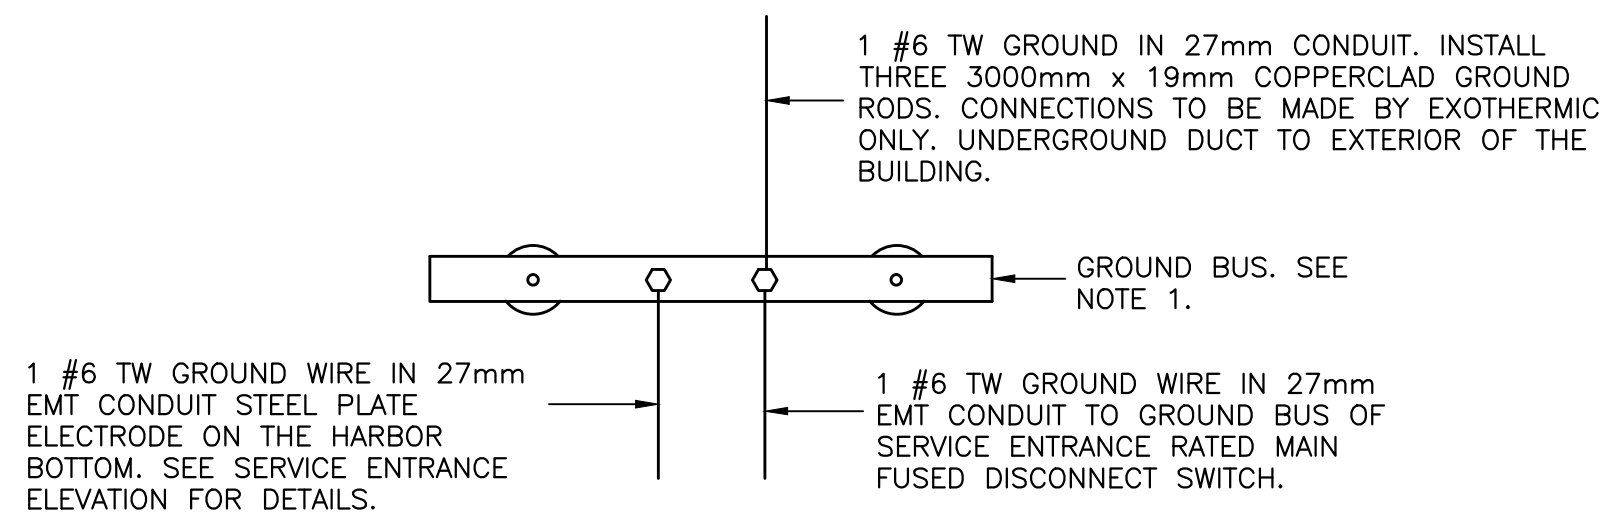 1 #6 TW GROUND IN 27mm CONDUIT. INSTALL
THREE 3000mm x 19mm COPPERCLAD GROUND
RODS. CONNECTIONS TO BE MADE BY EXOTHERMIC
ONLY. UNDERGROUND DUCT TO EXTERIOR OF THE
BUILDING.
GROUND BUS. SEE
NOTE 1.
1 #6 TW GROUND WIRE IN 27mm
EMT CONDUIT STEEL PLATE
ELECTRODE ON THE HARBOR
BOTTOM. SEE SERVICE ENTRANCE
ELEVATION FOR DETAILS.
1 #6 TW GROUND WIRE IN 27mm
EMT CONDUIT TO GROUND BUS OF
SERVICE ENTRANCE RATED MAIN
FUSED DISCONNECT SWITCH.